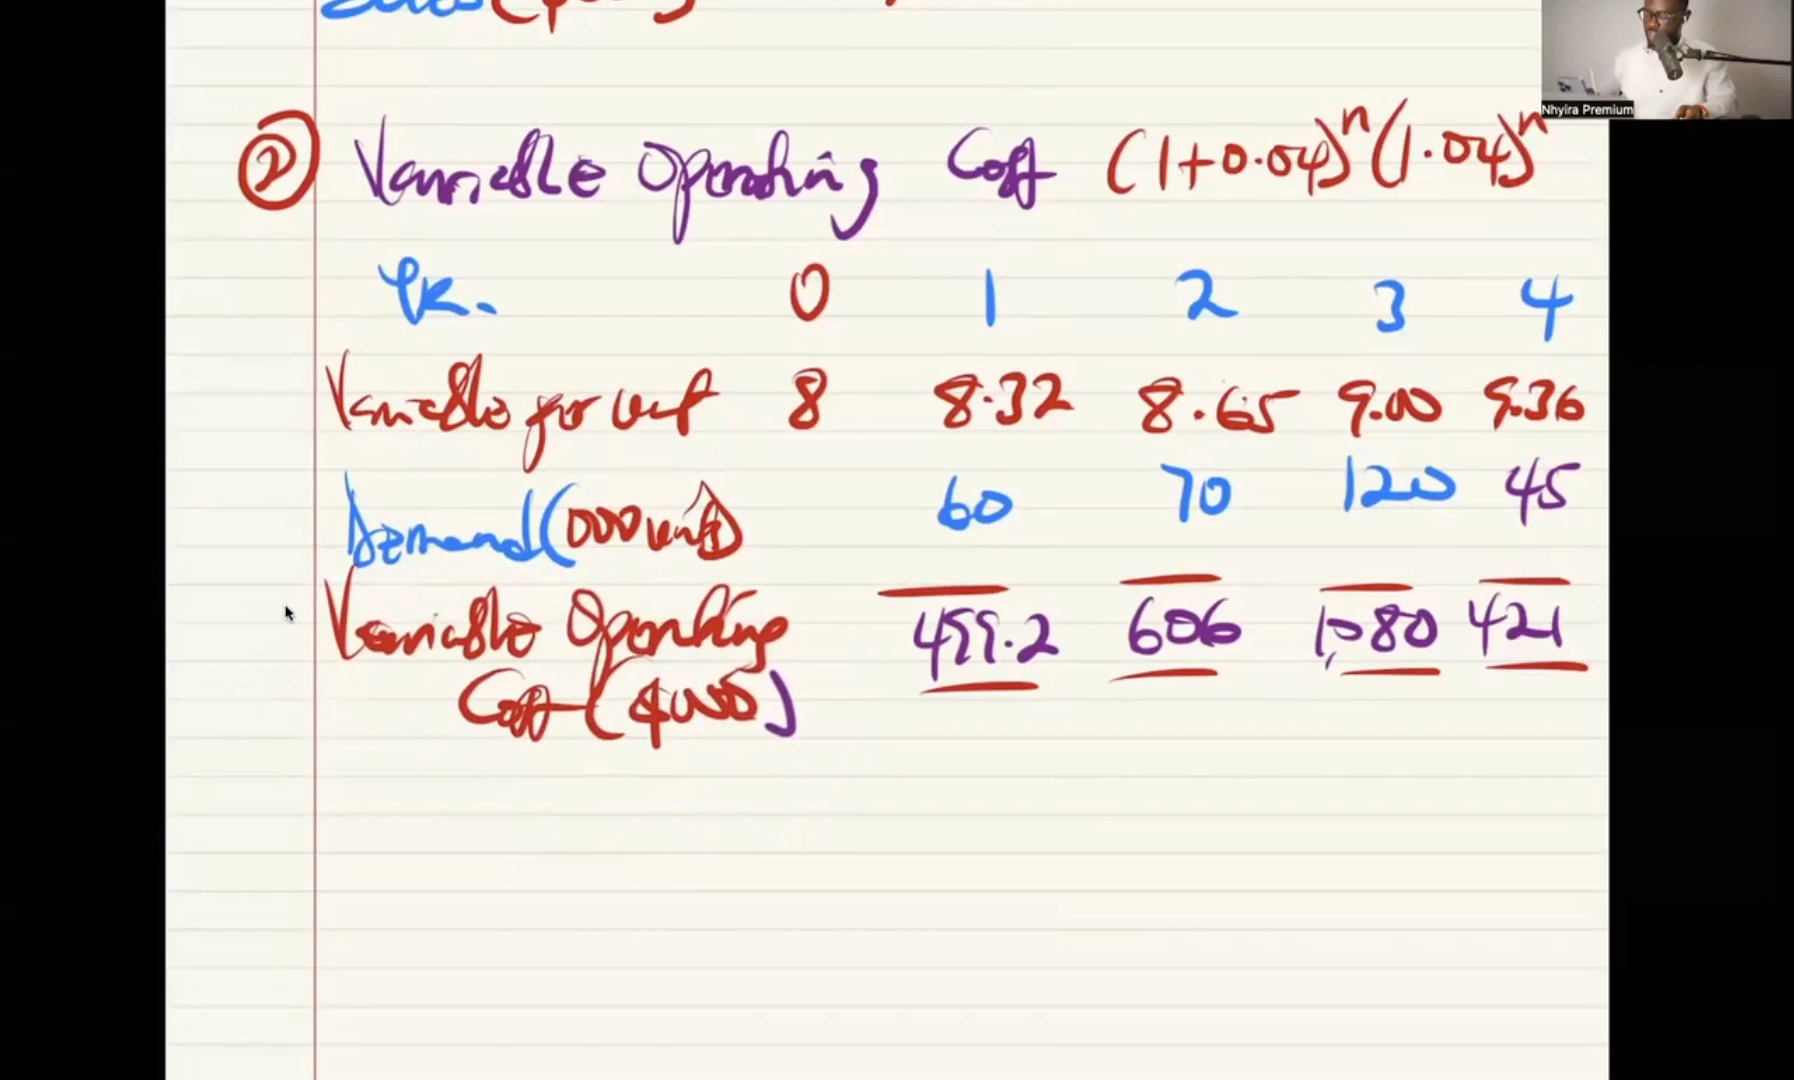 Nhyira Premium
② Variable Operating Cost (1+0.04)ⁿ(1.04)ⁿ
YR. 0 1 2 3 4
Variable per unit 8 8.32 8.65 9.00 9.36
Demand (000 units) 60 70 120 45
Variable Operating 499.2 606 1,080 421
Cost ($000)